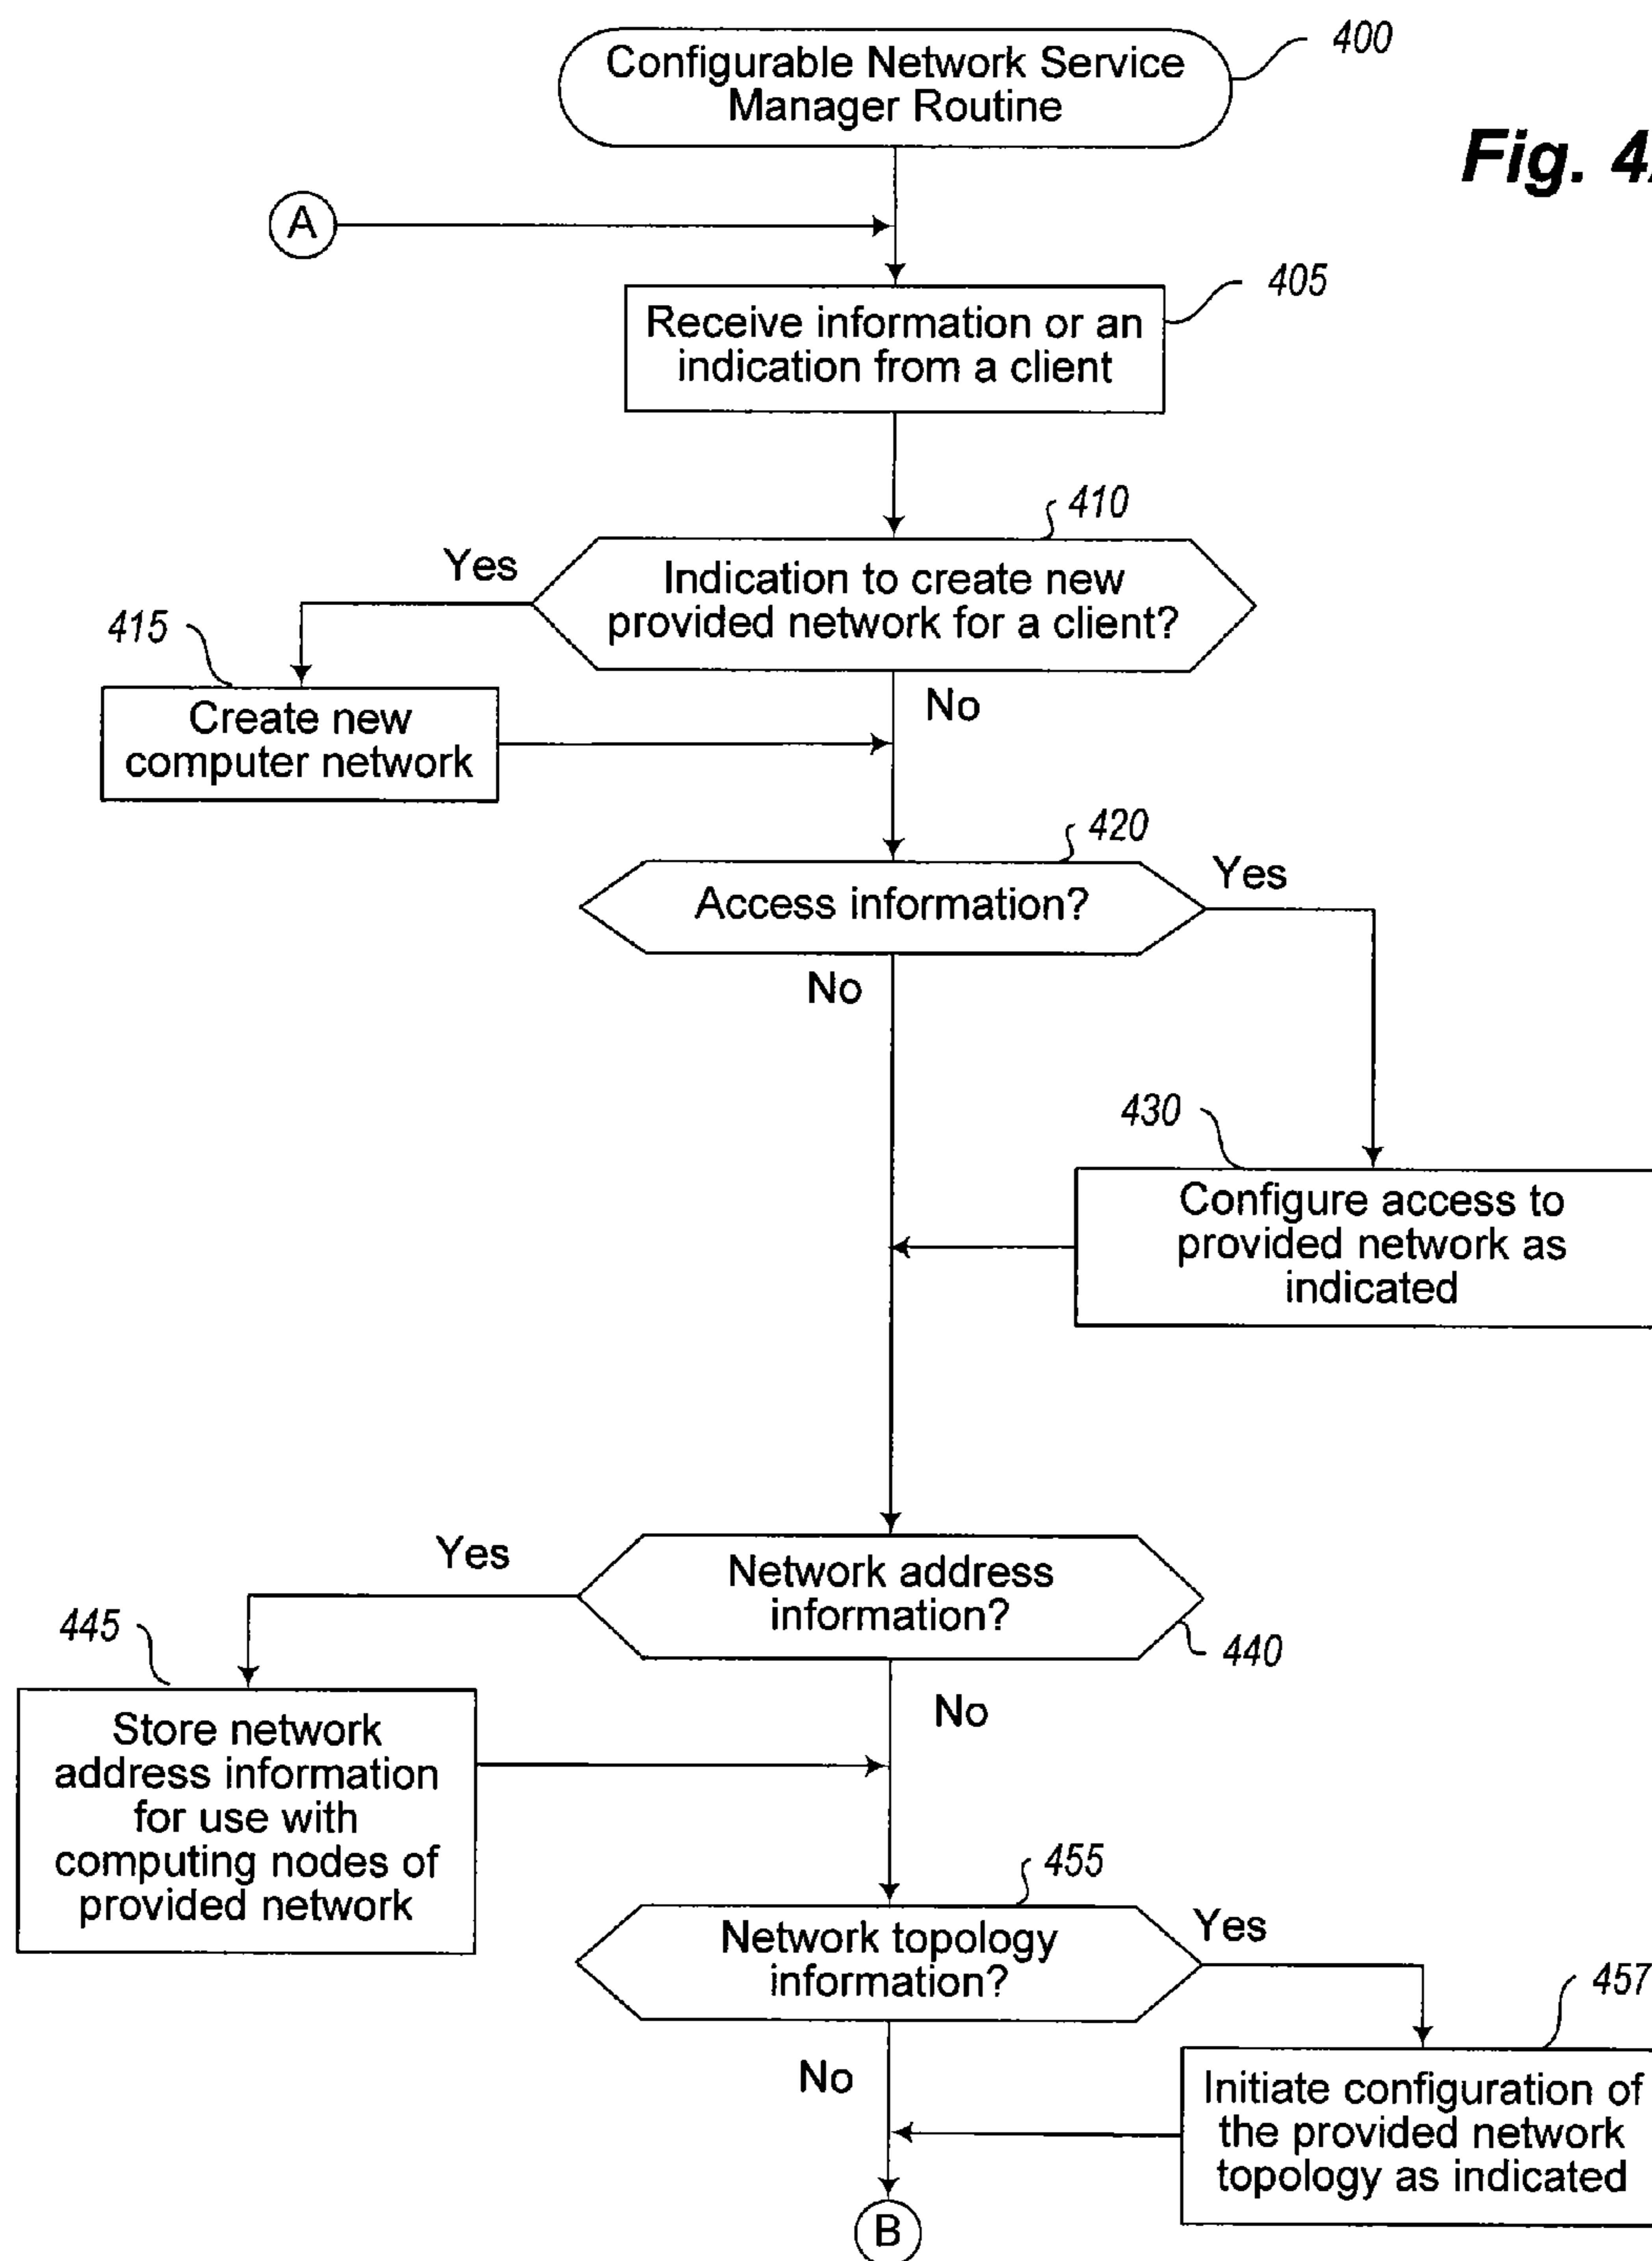 Configurable Network Service
Manager Routine
400
Fig. 4
A
405
Receive information or an
indication from a client
410
Yes
Indication to create new
provided network for a client?
415
No
Create new
computer network
420
Yes
Access information?
No
430
Configure access to
provided network as
indicated
Yes
Network address
information?
445
440
No
Store network
address information
for use with
computing nodes of
provided network
455
Yes
Network topology
information?
457
No
Initiate configuration of
the provided network
topology as indicated
B